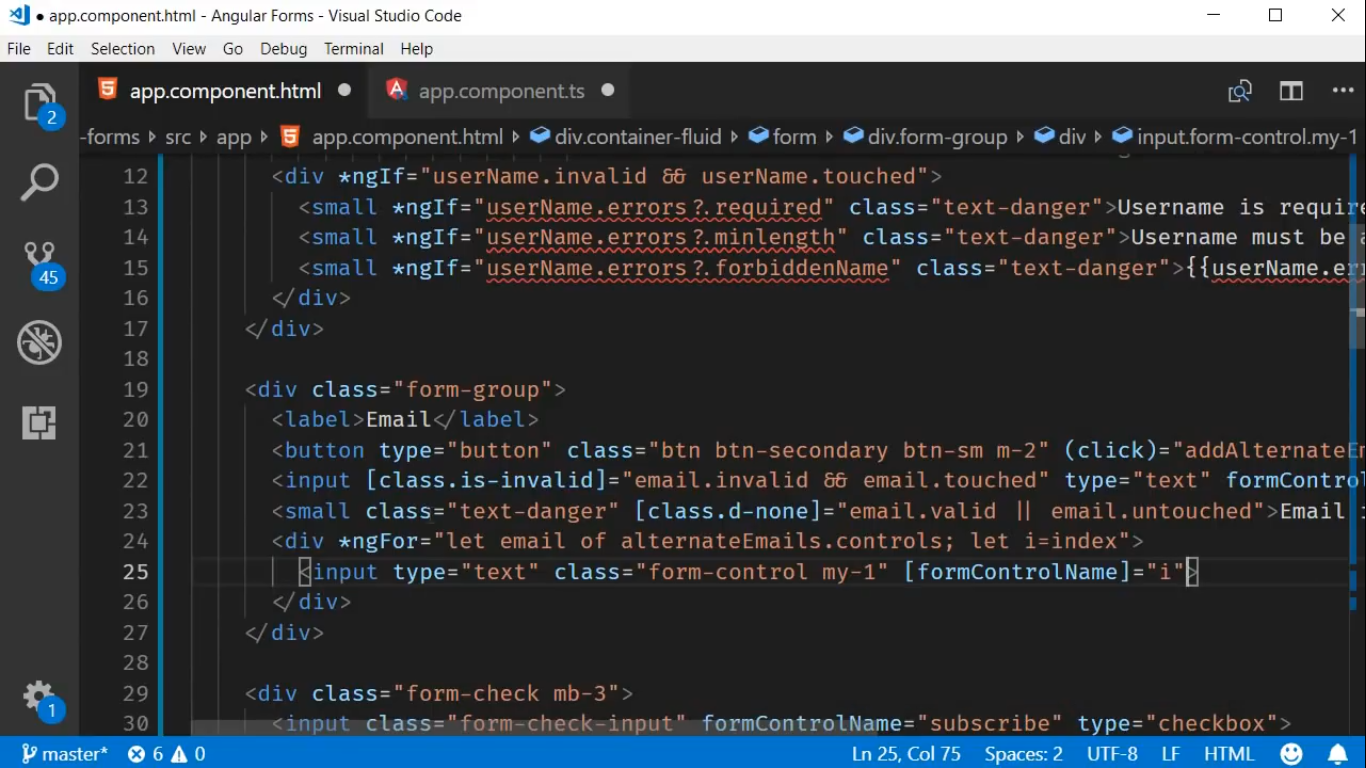 app.component.html - Angular Forms - Visual Studio Code
File Edit Selection View Go Debug Terminal Help
app.component.html app.component.ts
2
-forms src app app.component.html div.container-fluid form div.form-group div input.form-control.my-1
12 <div *ngIf="userName.invalid && userName.touched">
13 <small *ngIf="userName.errors?.required" class="text-danger">Username is require
14 <small *ngIf="userName.errors?.minlength" class="text-danger">Username must be a
15 <small *ngIf="userName.errors?.forbiddenName" class="text-danger">{{userName.err
45
16 </div>
17 </div>
18
19 <div class="form-group">
20 <label>Email</label>
21 <button type="button" class="btn btn-secondary btn-sm m-2" (click)="addAlternateEm
22 <input [class.is-invalid]="email.invalid && email.touched" type="text" formControl
23 <small class="text-danger" [class.d-none]="email.valid || email.untouched">Email i
24 <div *ngFor="let email of alternateEmails.controls; let i=index">
25 <input type="text" class="form-control my-1" [formControlName]="i">
26 </div>
27 </div>
28
29 <div class="form-check mb-3">
1
30 <input class="form-check-input" formControlName="subscribe" type="checkbox">
master* 6 0 Ln 25, Col 75 Spaces: 2 UTF-8 LF HTML